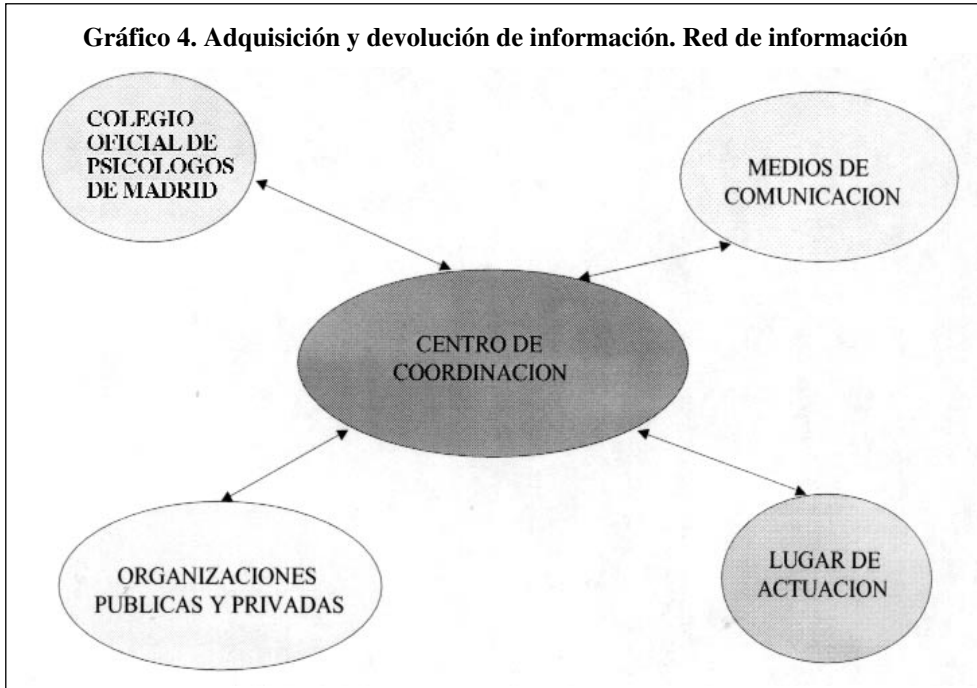 Gráfico 4. Adquisición y devolución de información. Red de información
COLEGIO
OFICIAL DE
PSICOLOGOS
DE MADRID
MEDIOS DE
COMUNICACION
CENTRO DE
COORDINACION
ORGANIZACIONES
PUBLICAS Y PRIVADAS
LUGAR DE
ACTUACION